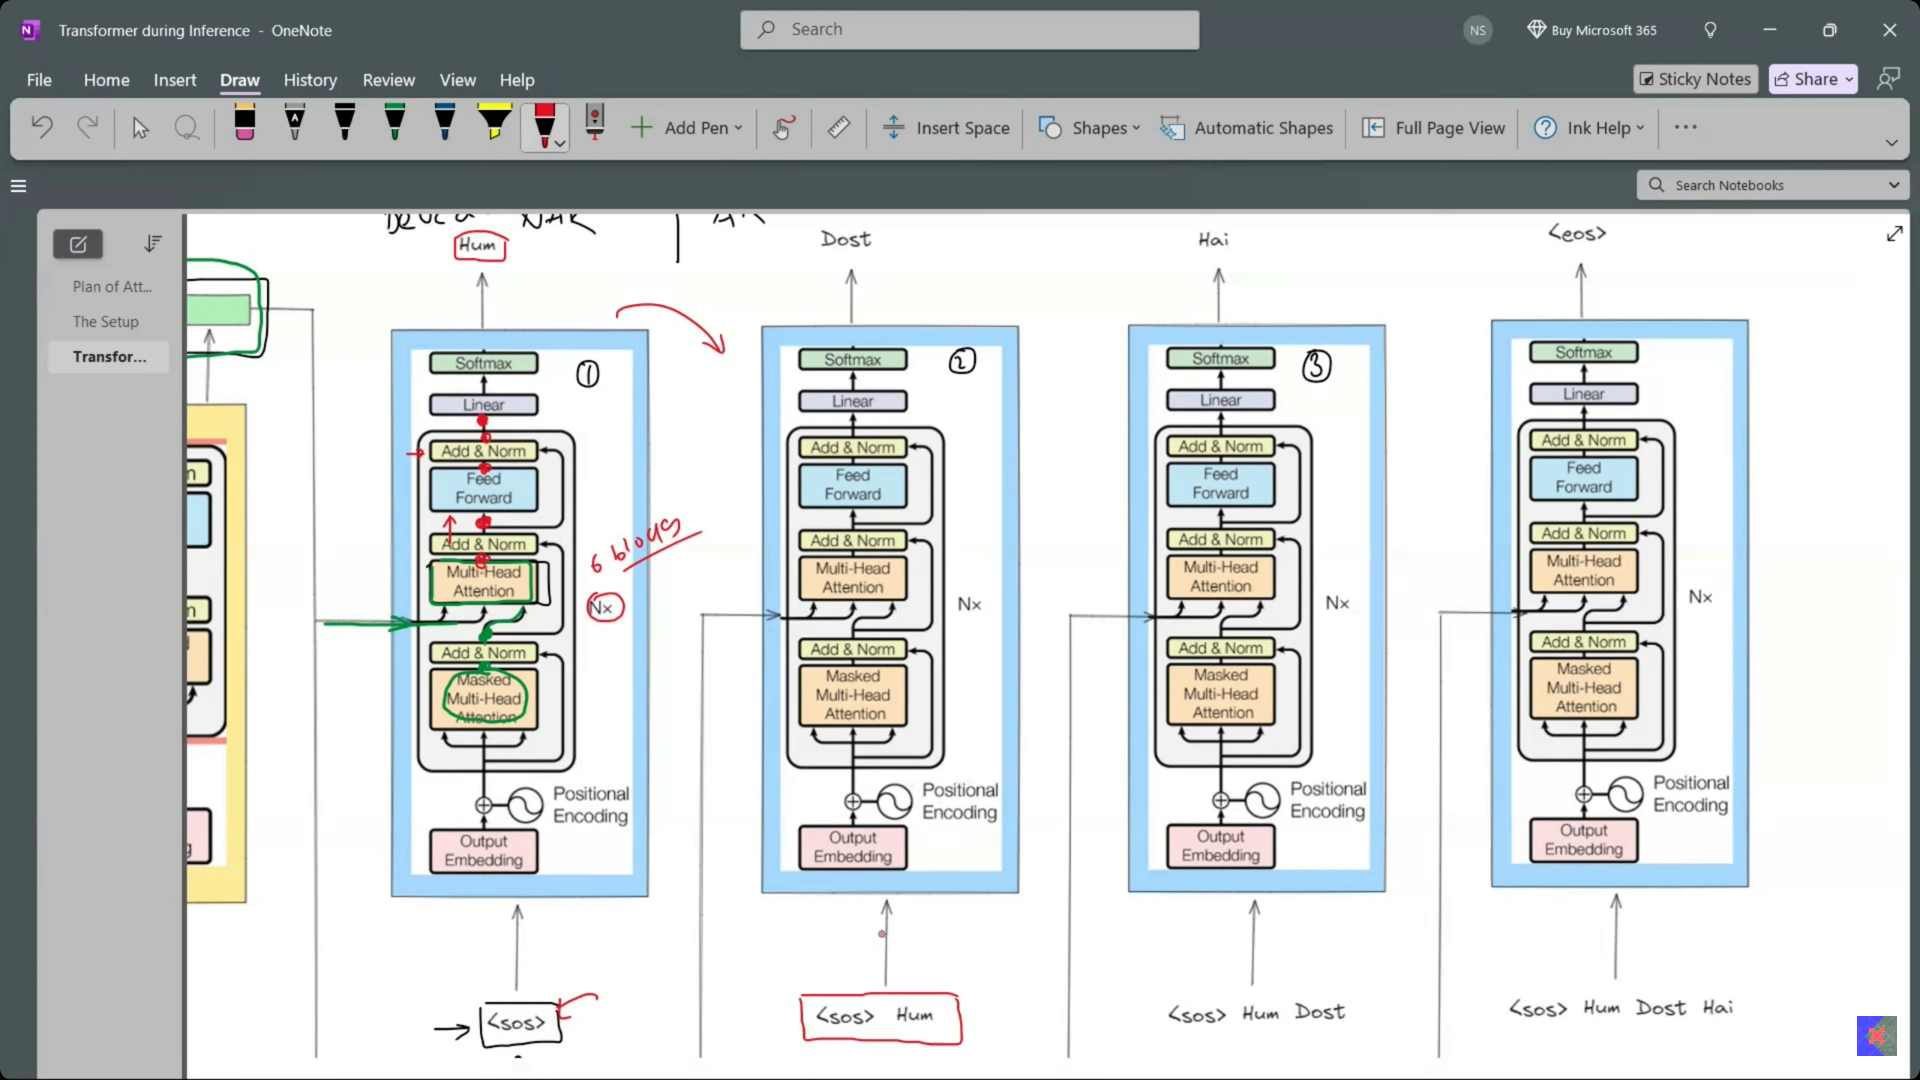 Transformer during Inference - OneNote
Search
NS
Buy Microsoft 365
File Home Insert Draw History Review View Help
Sticky Notes
Share
Add Pen
Insert Space
Shapes
Automatic Shapes
Full Page View
Ink Help
Search Notebooks
Plan of Att...
The Setup
Transfor...
NAR
AR
Hum
Dost
Hai
<eos>
Softmax
①
Linear
Add & Norm
Feed
Forward
Add & Norm
Multi-Head
Attention
6 blocks
Nx
Add & Norm
Masked
Multi-Head
Attention
Positional
Encoding
Output
Embedding
<sos>
Softmax
②
Linear
Add & Norm
Feed
Forward
Add & Norm
Multi-Head
Attention
Nx
Add & Norm
Masked
Multi-Head
Attention
Positional
Encoding
Output
Embedding
<sos> Hum
Softmax
③
Linear
Add & Norm
Feed
Forward
Add & Norm
Multi-Head
Attention
Nx
Add & Norm
Masked
Multi-Head
Attention
Positional
Encoding
Output
Embedding
<sos> Hum Dost
Softmax
Linear
Add & Norm
Feed
Forward
Add & Norm
Multi-Head
Attention
Nx
Add & Norm
Masked
Multi-Head
Attention
Positional
Encoding
Output
Embedding
<sos> Hum Dost Hai